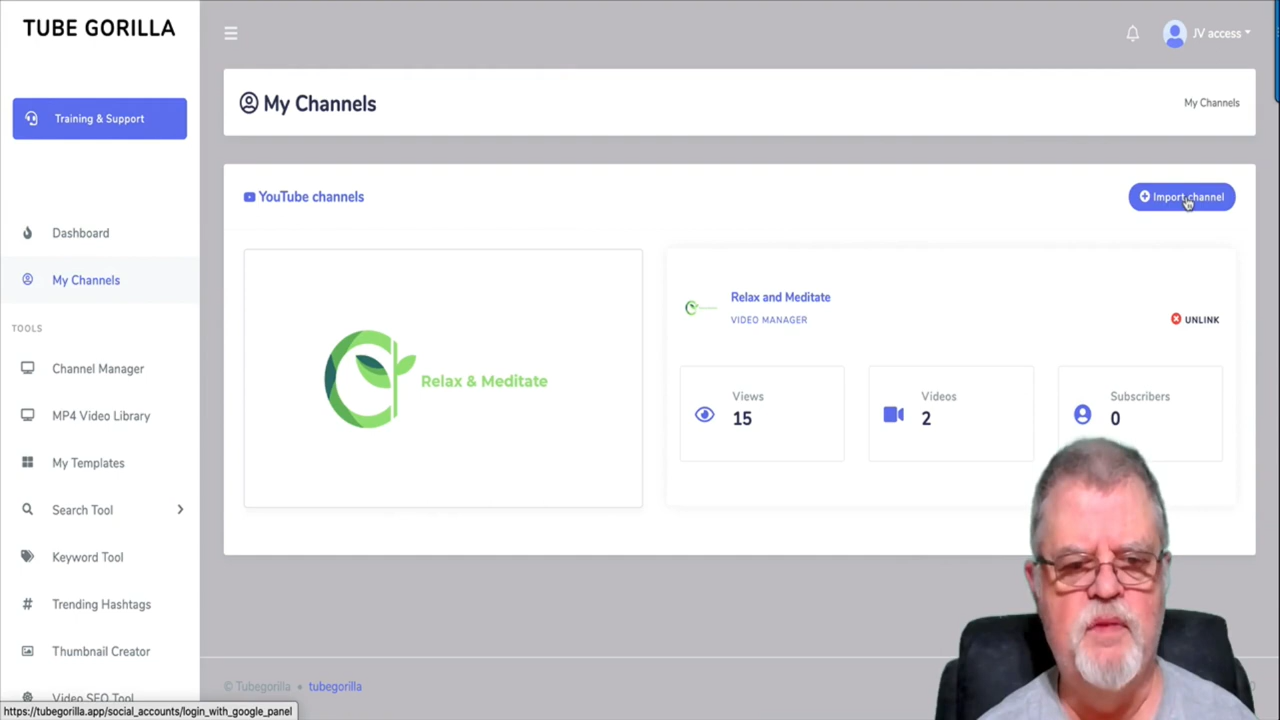 TUBE GORILLA
JV access
Training & Support
My Channels
My Channels
YouTube channels
Import channel
Dashboard
My Channels
TOOLS
Channel Manager
MP4 Video Library
My Templates
Search Tool
Keyword Tool
Trending Hashtags
Thumbnail Creator
Video SEO Tool
Relax & Meditate
Relax and Meditate
VIDEO MANAGER
UNLINK
Views
15
Videos
2
Subscribers
0
© Tubegorilla • tubegorilla
https://tubegorilla.app/social_accounts/login_with_google_panel